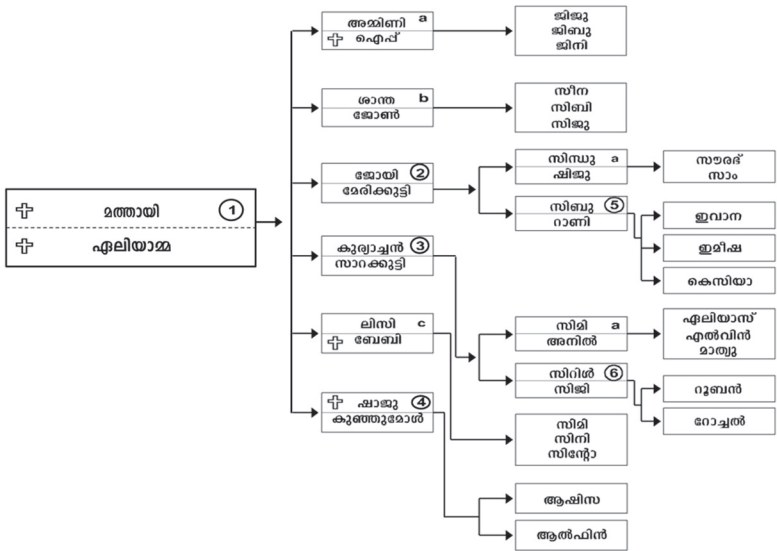 മത്തായി 1
ഏലിയാമ്മ
അമ്മിണി a
ഐപ്പ്
ജിജു
ജിബു
ജിനി
ശാന്ത b
ജോൺ
സീന
സിബി
സിജു
ജോയി 2
മേരിക്കുട്ടി
സിന്ധു a
ഷിജു
സൗരഭ്
സാം
സിബു 5
റാണി
ഇവാന
ഇമീഷ
കെസിയാ
കുര്യാച്ചൻ 3
സാറക്കുട്ടി
സിമി a
അനിൽ
ഏലിയാസ്
എൽവിൻ
മാത്യു
സിറിൾ 6
സിജി
റൂബൻ
റോച്ചൽ
ലിസി c
ബേബി
സിമി
സിനി
സിന്റോ
ഷാജു 4
കുഞ്ഞുമോൾ
ആഷിസ
ആൽഫിൻ